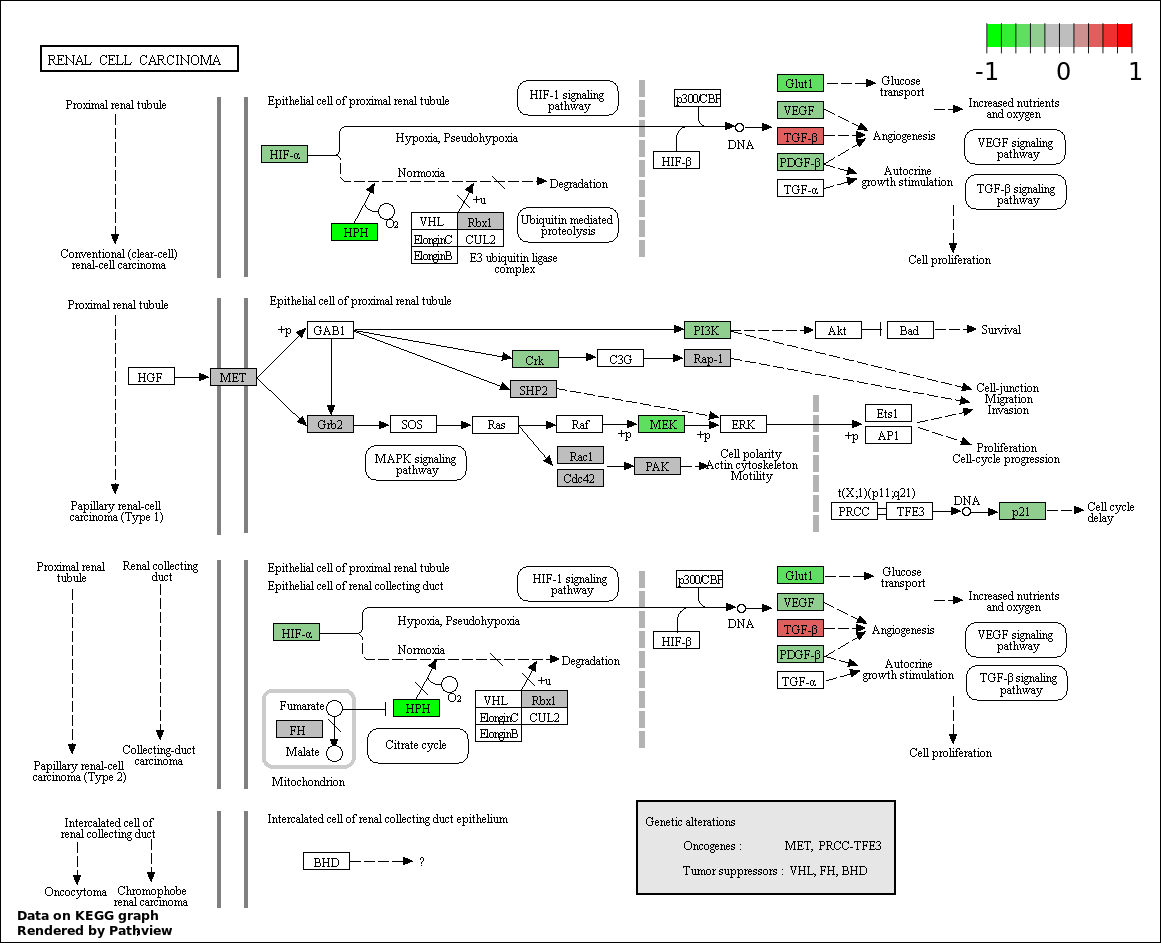 -1 0 1
RENAL CELL CARCINOMA
Proximal renal tubule
Conventional (clear-cell)
renal-cell carcinoma
Epithelial cell of proximal renal tubule
HIF-1 signaling
pathway
HIF-α
Hypoxia, Pseudohypoxia
Normoxia
Degradation
HPH
O2
+u
VHL
Rbx1
ElonginC
CUL2
ElonginB
E3 ubiquitin ligase
complex
Ubiquitin mediated
proteolysis
p300/CBP
HIF-β
DNA
Glut1
VEGF
TGF-β
PDGF-β
TGF-α
Glucose
transport
Angiogenesis
Autocrine
growth stimulation
Increased nutrients
and oxygen
VEGF signaling
pathway
TGF-β signaling
pathway
Cell proliferation
Proximal renal tubule
Papillary renal-cell
carcinoma (Type 1)
Epithelial cell of proximal renal tubule
HGF
MET
+p
GAB1
PI3K
Akt
Bad
Survival
Crk
C3G
Rap-1
SHP2
Cell-junction
Migration
Invasion
Grb2
SOS
Ras
Raf
+p
MEK
+p
ERK
+p
Ets1
AP1
Proliferation
Cell-cycle progression
MAPK signaling
pathway
Rac1
Cdc42
PAK
Cell polarity
Actin cytoskeleton
Motility
t(X;1)(p11;q21)
PRCC
TFE3
DNA
p21
Cell cycle
delay
Proximal renal
tubule
Renal collecting
duct
Papillary renal-cell
carcinoma (Type 2)
Collecting-duct
carcinoma
Epithelial cell of proximal renal tubule
Epithelial cell of renal collecting duct
HIF-1 signaling
pathway
HIF-α
Hypoxia, Pseudohypoxia
Normoxia
Degradation
Fumarate
FH
Malate
Mitochondrion
HPH
O2
+u
Citrate cycle
VHL
Rbx1
ElonginC
CUL2
ElonginB
p300/CBP
HIF-β
DNA
Glut1
VEGF
TGF-β
PDGF-β
TGF-α
Glucose
transport
Angiogenesis
Autocrine
growth stimulation
Increased nutrients
and oxygen
VEGF signaling
pathway
TGF-β signaling
pathway
Cell proliferation
Intercalated cell of
renal collecting duct
Oncocytoma
Chromophobe
renal carcinoma
Intercalated cell of renal collecting duct epithelium
BHD
?
Genetic alterations
Oncogenes : MET, PRCC-TFE3
Tumor suppressors : VHL, FH, BHD
Data on KEGG graph
Rendered by Pathview